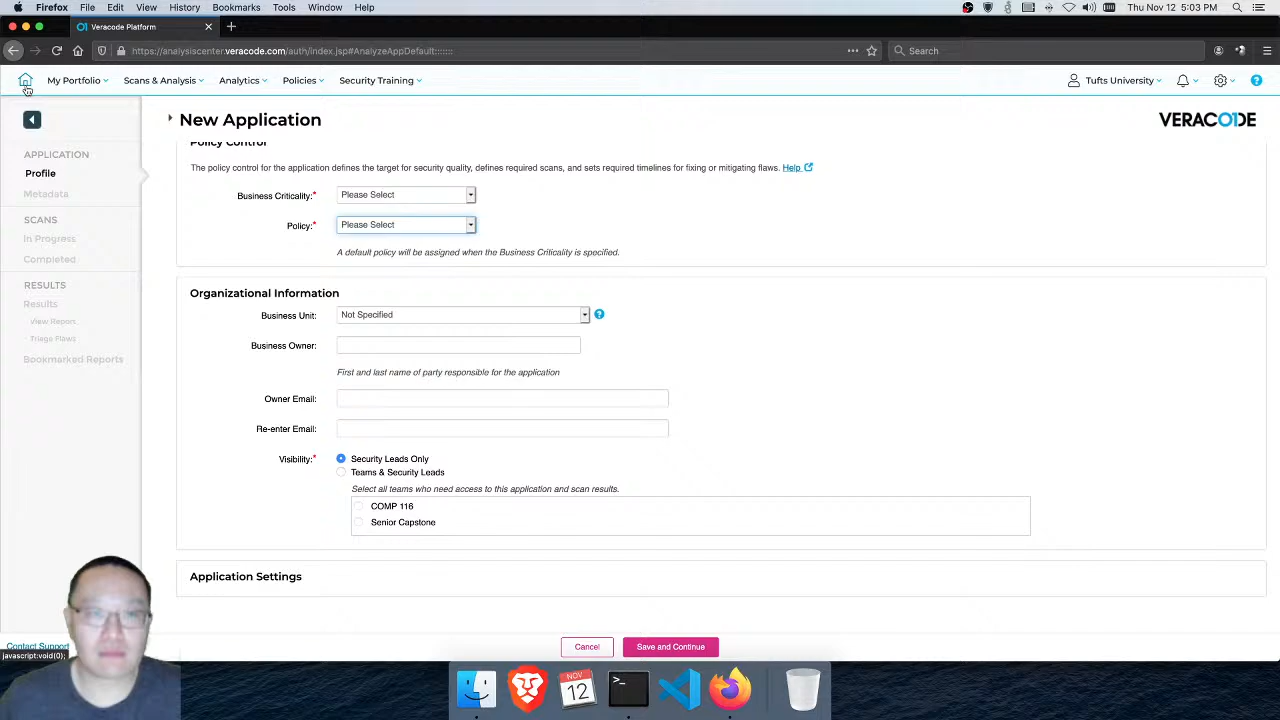 Firefox File Edit View History Bookmarks Tools Window Help Thu Nov 12 5:03 PM
Veracode Platform
https://analysiscenter.veracode.com/auth/index.jsp#AnalyzeAppDefault::::::: Search
My Portfolio Scans & Analysis Analytics Policies Security Training Tufts University
New Application
VERACODE
APPLICATION
Profile
Metadata
SCANS
In Progress
Completed
RESULTS
Results
View Report
Triage Flaws
Bookmarked Reports
Policy Control
The policy control for the application defines the target for security quality, defines required scans, and sets required timelines for fixing or mitigating flaws. Help
Business Criticality:* Please Select
Policy:* Please Select
A default policy will be assigned when the Business Criticality is specified.
Organizational Information
Business Unit: Not Specified
Business Owner:
First and last name of party responsible for the application
Owner Email:
Re-enter Email:
Visibility:* Security Leads Only
Teams & Security Leads
Select all teams who need access to this application and scan results.
COMP 116
Senior Capstone
Application Settings
Cancel Save and Continue
Contact Support
javascript:void(0);
NOV
12